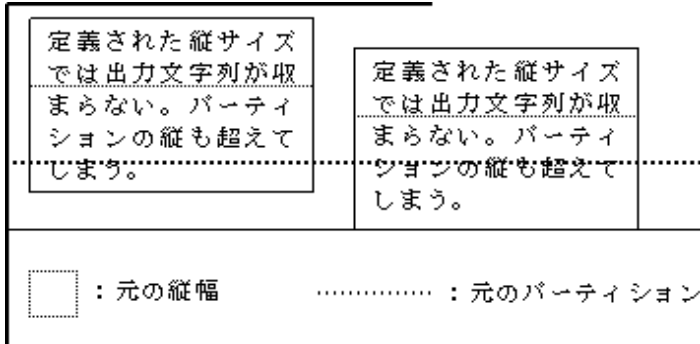 定義された縦サイズ
では出力文字列が収
まらない。パーティ
ションの縦も超えて
しまう。
定義された縦サイズ
では出力文字列が収
まらない。パーティ
ションの縦も超えて
しまう。
：元の縦幅
：元のパーティション